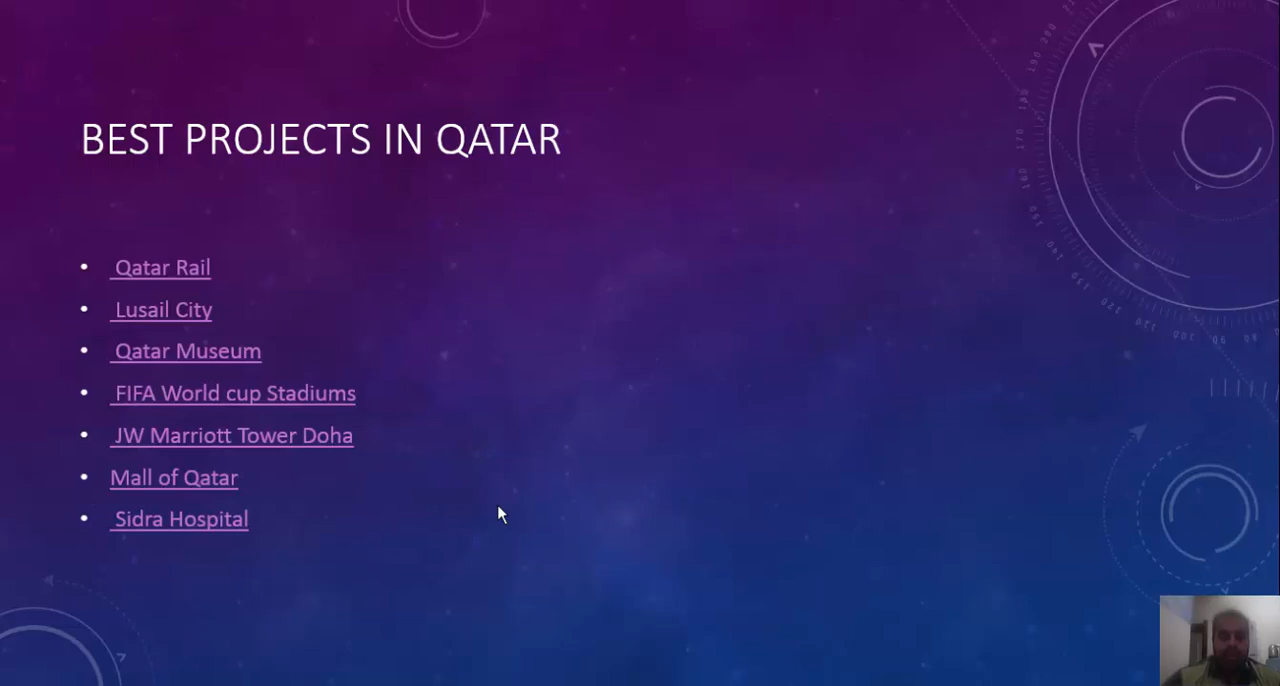 BEST PROJECTS IN QATAR
• Qatar Rail
• Lusail City
• Qatar Museum
• FIFA World cup Stadiums
• JW Marriott Tower Doha
• Mall of Qatar
• Sidra Hospital